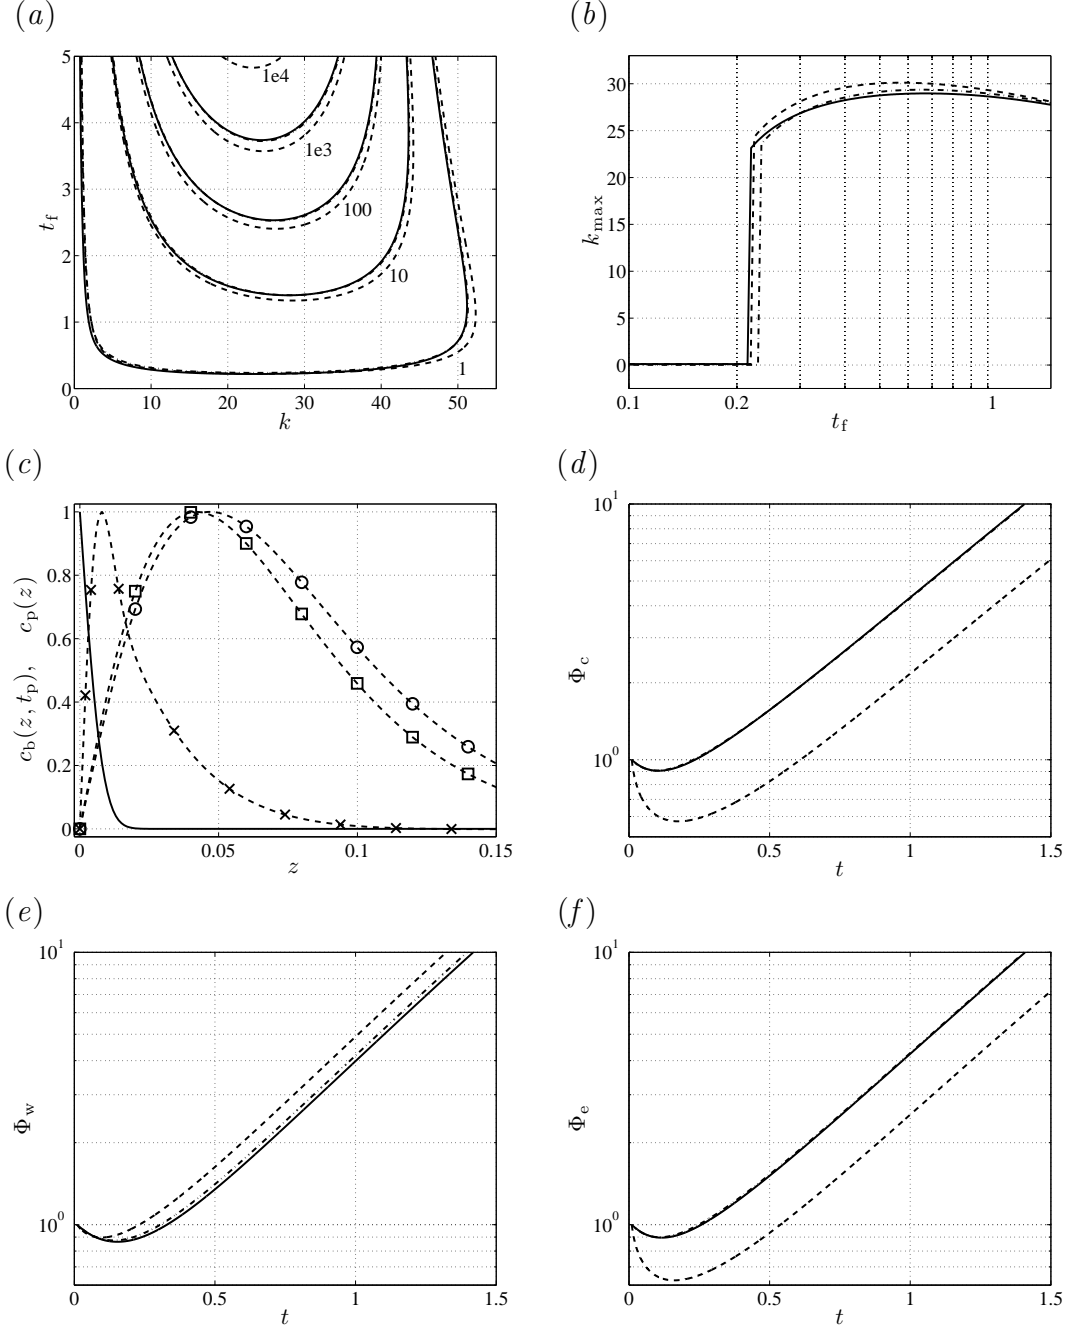 (a)
5
4
3
2
1
0
t_f
1e4
1e3
100
10
1
0 10 20 30 40 50
k
(b)
30
25
20
15
10
5
0
k_max
0.1 0.2 1
t_f
(c)
1
0.8
0.6
0.4
0.2
0
c_b(z, t_p), c_p(z)
0 0.05 0.1 0.15
z
(d)
10^1
10^0
Φ_c
0 0.5 1 1.5
t
(e)
10^1
10^0
Φ_w
0 0.5 1 1.5
t
(f)
10^1
10^0
Φ_e
0 0.5 1 1.5
t